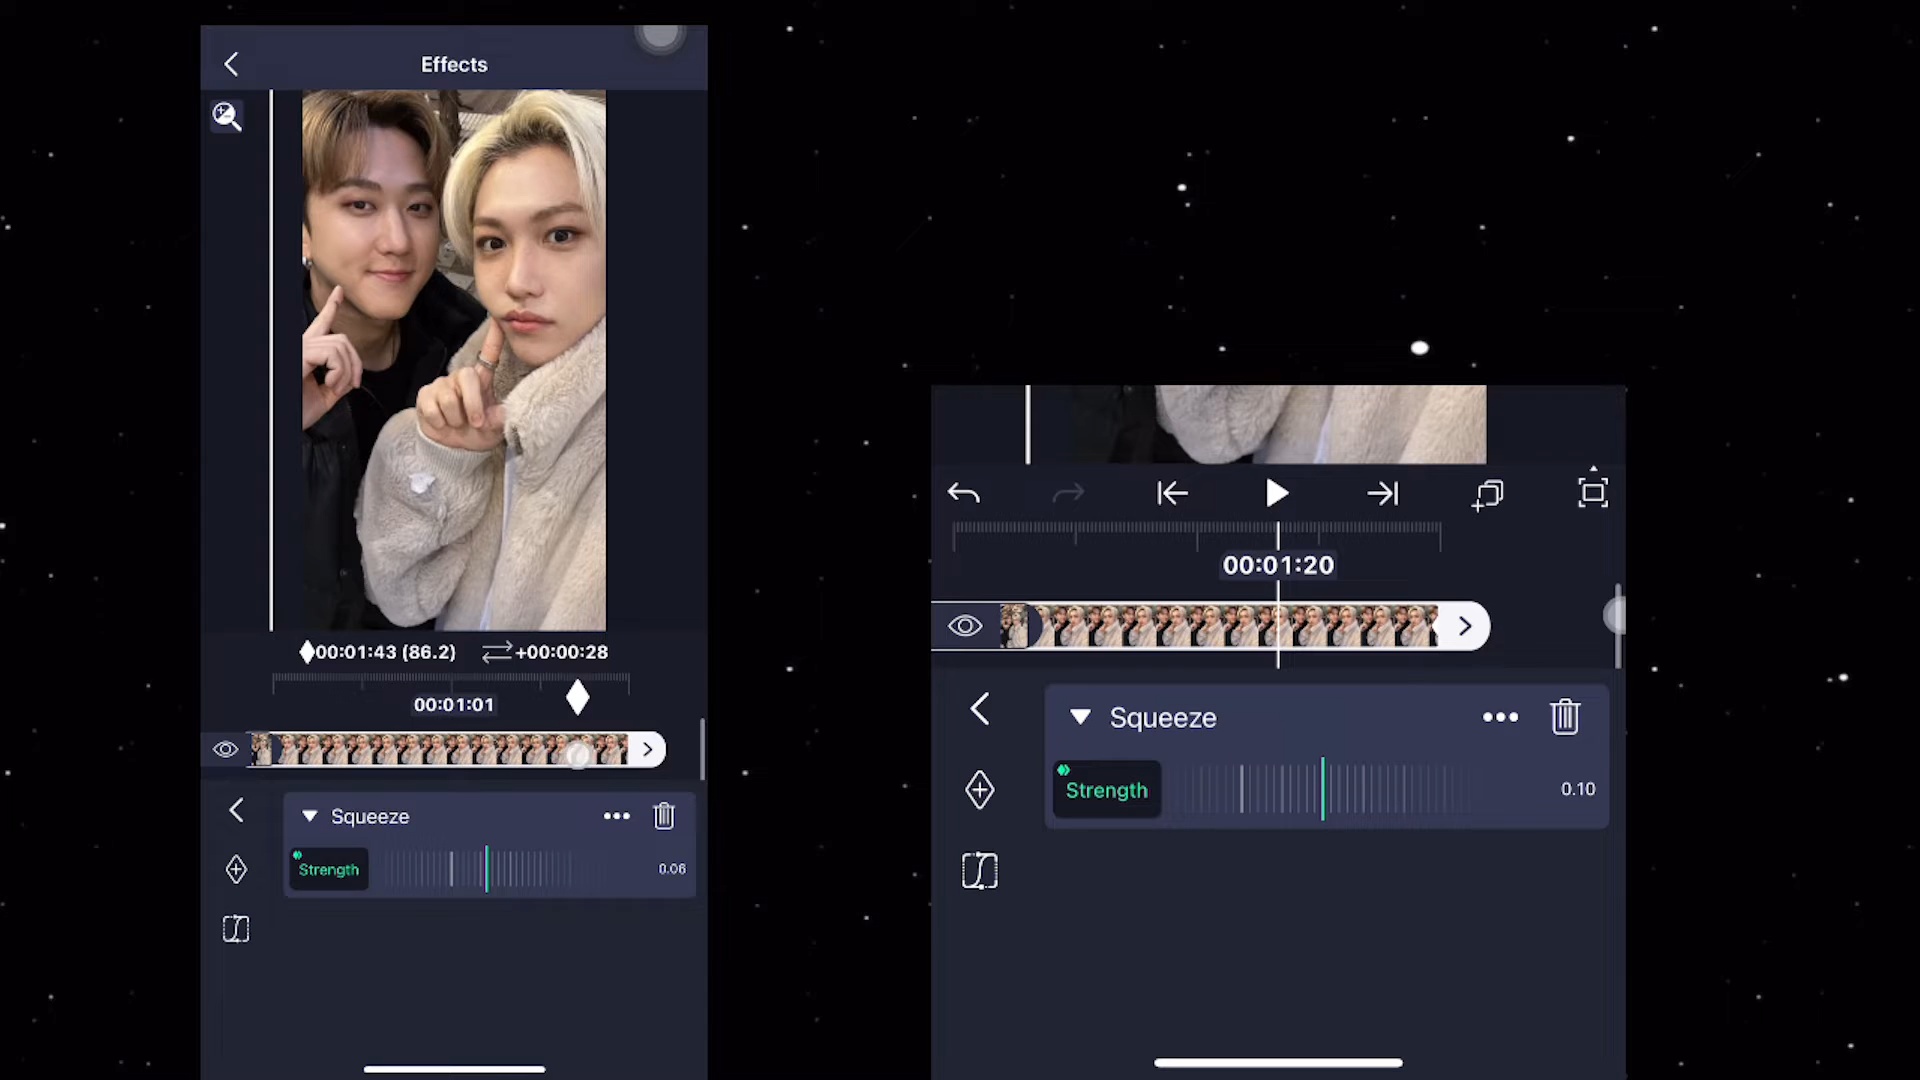 Effects
00:01:43 (86.2)
+00:00:28
00:01:01
Squeeze
Strength
0.06
00:01:20
Squeeze
Strength
0.10